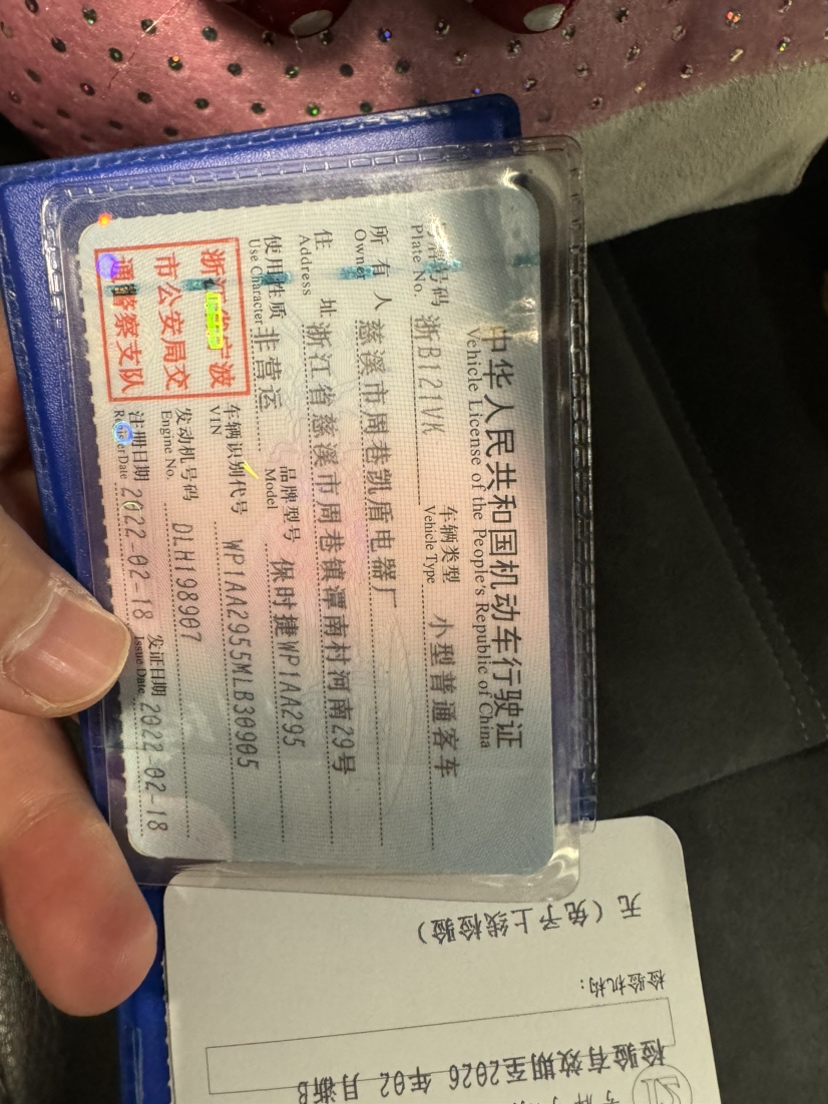 中华人民共和国机动车行驶证
Vehicle License of the People's Republic of China
号码 浙B121VK 车辆类型 小型普通客车
Plate No. Vehicle Type
所有人 慈溪市周巷凯盾电器厂
Owner
住址 浙江省慈溪市周巷镇潭南村河南29号
Address
使用性质 非营运 品牌型号 保时捷WP1AA295
Use Character Model
浙江省宁波
市公安局交
通警察支队
车辆识别代号 WP1AA2955MLB30905
VIN
发动机号码 DLH198907
Engine No.
注册日期 2022-02-18 发证日期 2022-02-18
Register Date Issue Date
检验有效期至2026年02月浙B
检验机构:
无(免予上线检验)